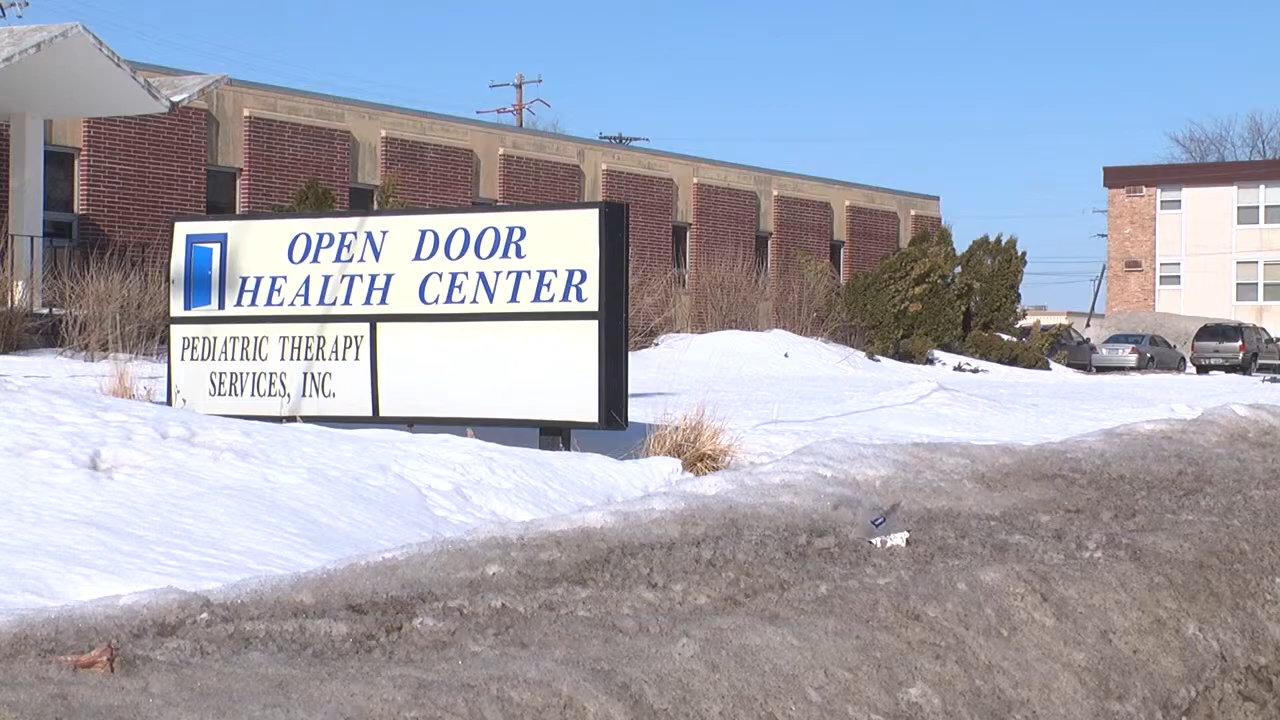 OPEN DOOR
HEALTH CENTER
PEDIATRIC THERAPY
SERVICES, INC.